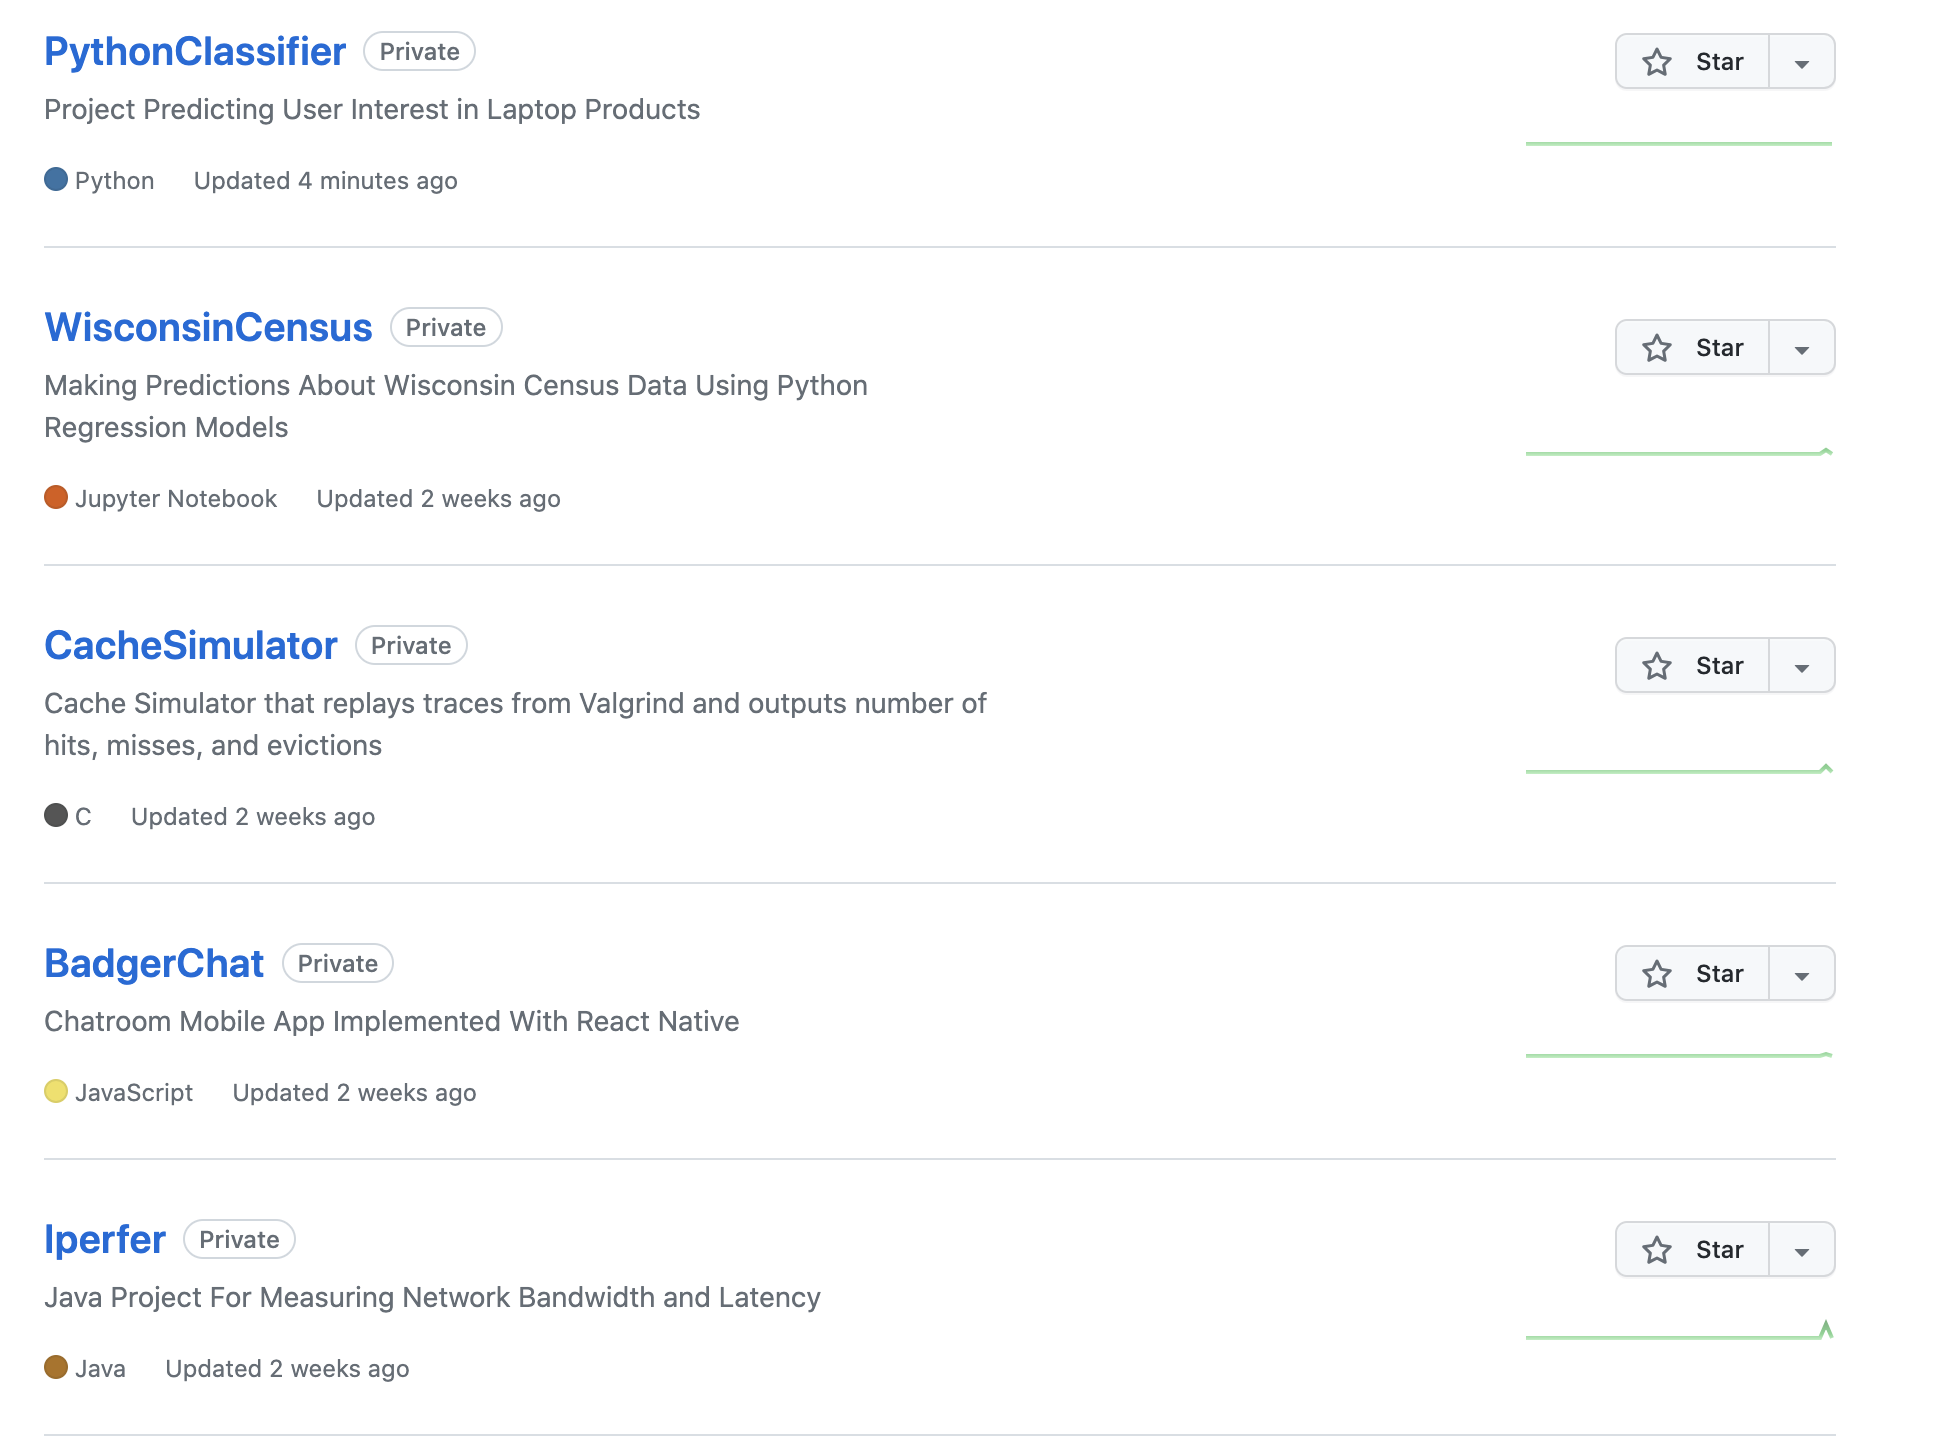 PythonClassifier Private
Star
Project Predicting User Interest in Laptop Products
Python Updated 4 minutes ago
WisconsinCensus Private
Star
Making Predictions About Wisconsin Census Data Using Python
Regression Models
Jupyter Notebook Updated 2 weeks ago
CacheSimulator Private
Star
Cache Simulator that replays traces from Valgrind and outputs number of
hits, misses, and evictions
C Updated 2 weeks ago
BadgerChat Private
Star
Chatroom Mobile App Implemented With React Native
JavaScript Updated 2 weeks ago
Iperfer Private
Star
Java Project For Measuring Network Bandwidth and Latency
Java Updated 2 weeks ago